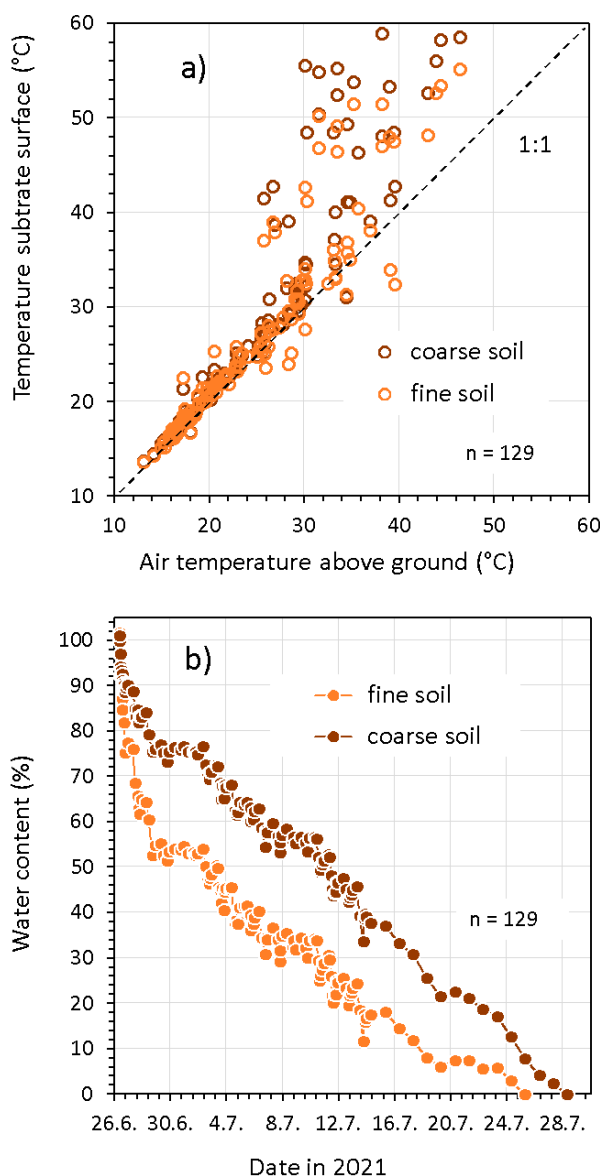 60
50
40
30
20
10
Temperature subtrate surface (°C)
a)
1:1
coarse soil
fine soil
n = 129
10 20 30 40 50 60
Air temperature above ground (°C)
100
90
80
70
60
50
40
30
20
10
0
Water content (%)
b)
fine soil
coarse soil
n = 129
26.6. 30.6. 4.7. 8.7. 12.7. 16.7. 20.7. 24.7. 28.7.
Date in 2021